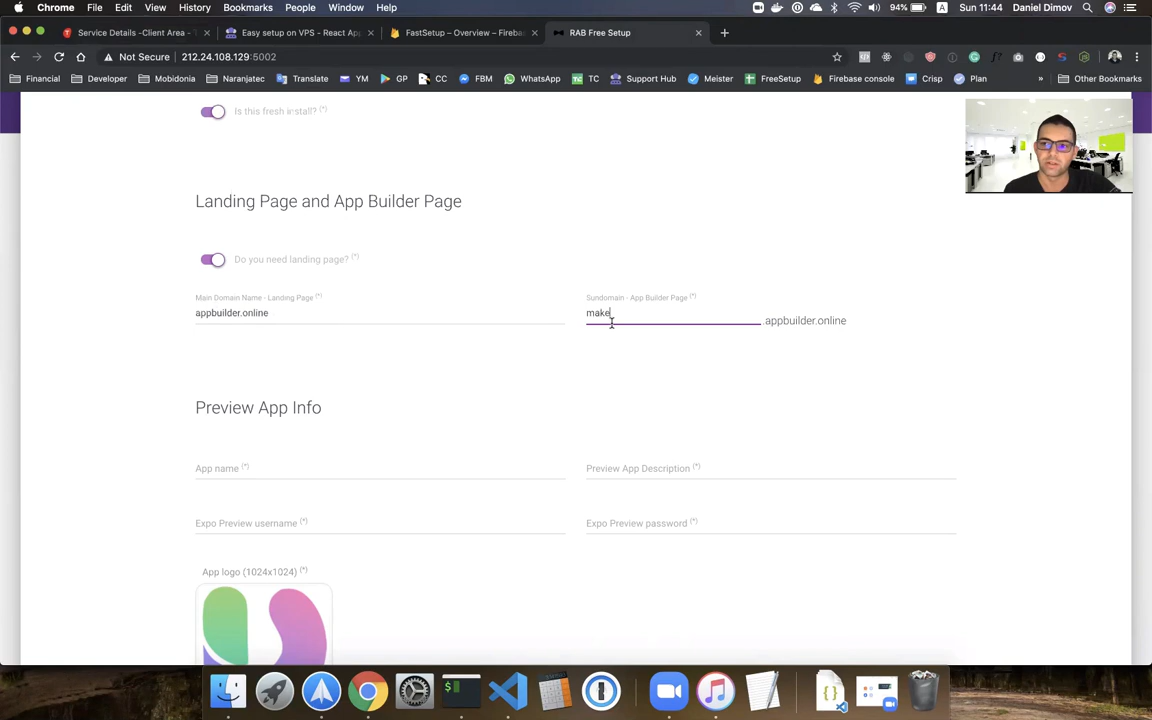 Chrome File Edit View History Bookmarks People Window Help 94% Sun 11:44 Daniel Dimov
Service Details -Client Area - Easy setup on VPS - React App FastSetup – Overview – Fireba RAB Free Setup
Not Secure 212.24.108.129:5002
Financial Developer Mobidonia Naranjatec Translate YM GP CC FBM WhatsApp TC Support Hub Meister FreeSetup Firebase console Crisp Plan » Other Bookmarks
Is this fresh install? (*)
Landing Page and App Builder Page
Do you need landing page? (*)
Main Domain Name - Landing Page (*) Sundomain - App Builder Page (*)
appbuilder.online make .appbuilder.online
Preview App Info
App name (*) Preview App Description (*)
Expo Preview username (*) Expo Preview password (*)
App logo (1024x1024) (*)